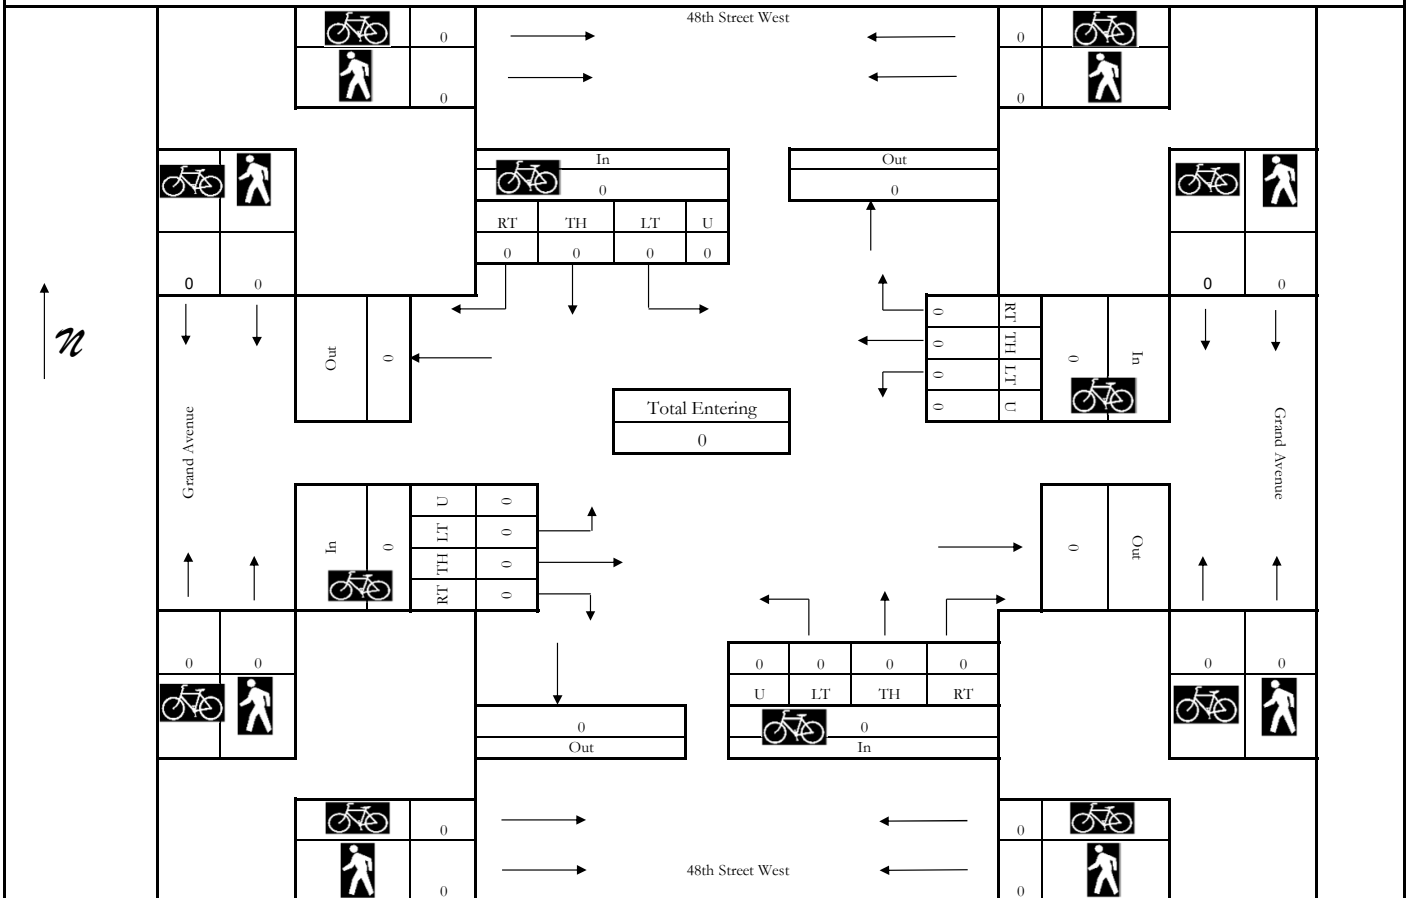 48th Street West
0 0
0 0
In Out
0 0
RT TH LT U
0 0 0 0
0 0 0 0
N
Out 0
0 RT
0 TH
0 LT
0 U
0 In
Grand Avenue
Total Entering
0
Grand Avenue
In 0
U 0
LT 0
TH 0
RT 0
0 Out
0 0 0 0
0 0 0 0
U LT TH RT
0 0
Out In
0 0
48th Street West
0 0